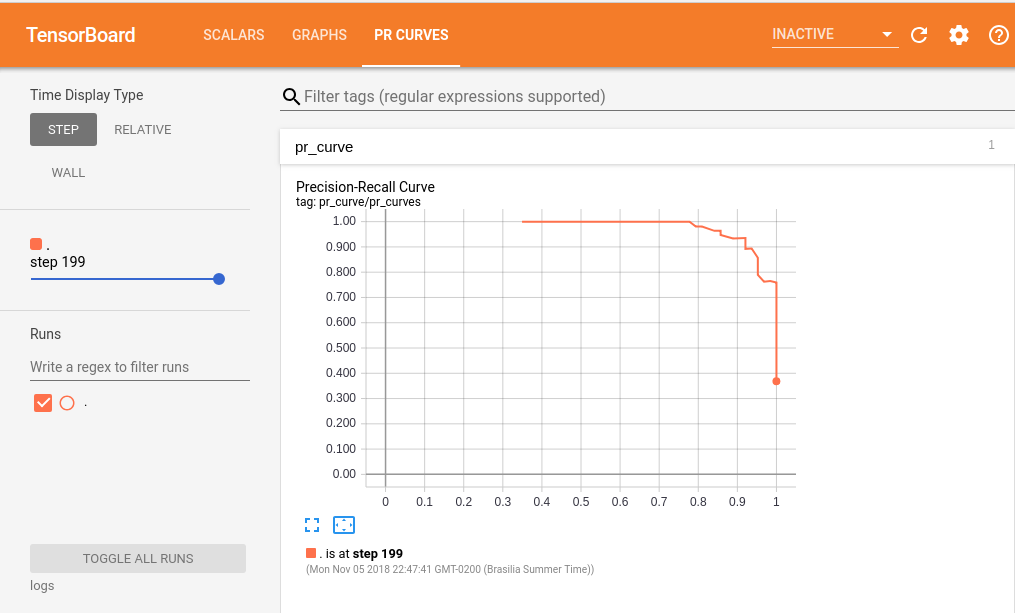 TensorBoard SCALARS GRAPHS PR CURVES INACTIVE
Time Display Type
STEP RELATIVE
WALL
.
step 199
Runs
Write a regex to filter runs
.
TOGGLE ALL RUNS
logs
Filter tags (regular expressions supported)
pr_curve 1
Precision-Recall Curve
tag: pr_curve/pr_curves
1.00
0.900
0.800
0.700
0.600
0.500
0.400
0.300
0.200
0.100
0.00
0 0.1 0.2 0.3 0.4 0.5 0.6 0.7 0.8 0.9 1
. is at step 199
(Mon Nov 05 2018 22:47:41 GMT-0200 (Brasilia Summer Time))